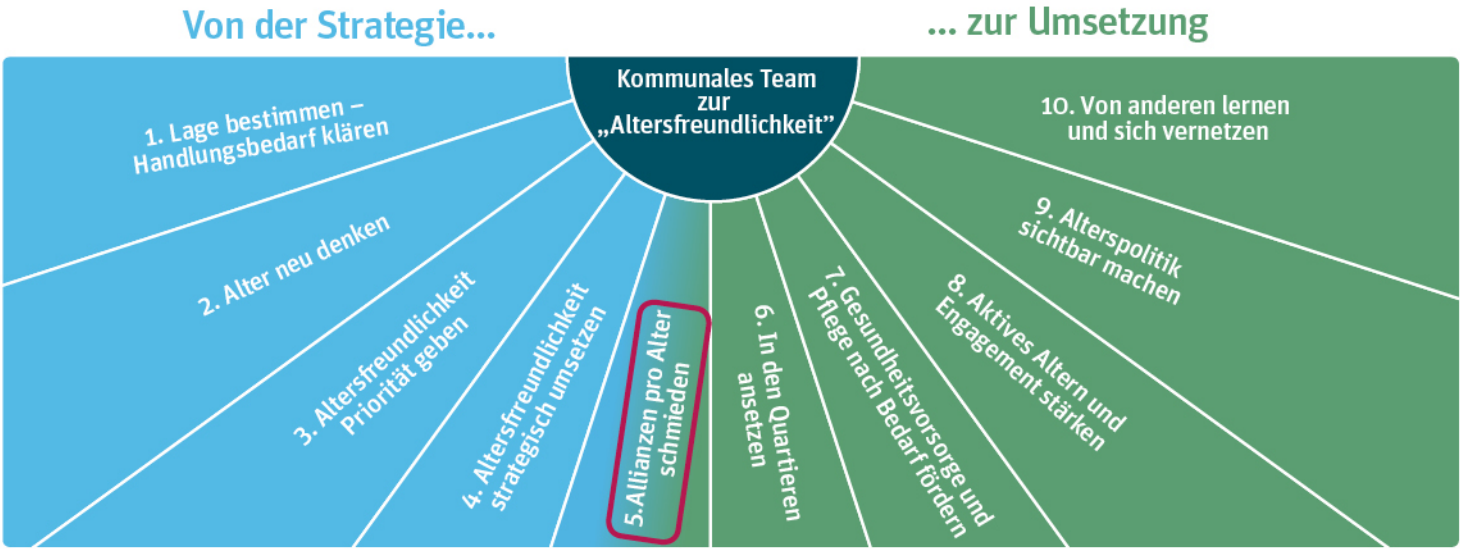 Von der Strategie...
... zur Umsetzung
Kommunales Team
zur
„Altersfreundlichkeit”
1. Lage bestimmen –
Handlungsbedarf klären
2. Alter neu denken
3. Altersfreundlichkeit
Priorität geben
4. Altersfreundlichkeit
strategisch umsetzen
5.Allianzen pro Alter
schmieden
6. In den Quartieren
ansetzen
7. Gesundheitsvorsorge und
Pflege nach Bedarf fördern
8. Aktives Altern und
Engagement stärken
9. Alterspolitik
sichtbar machen
10. Von anderen lernen
und sich vernetzen